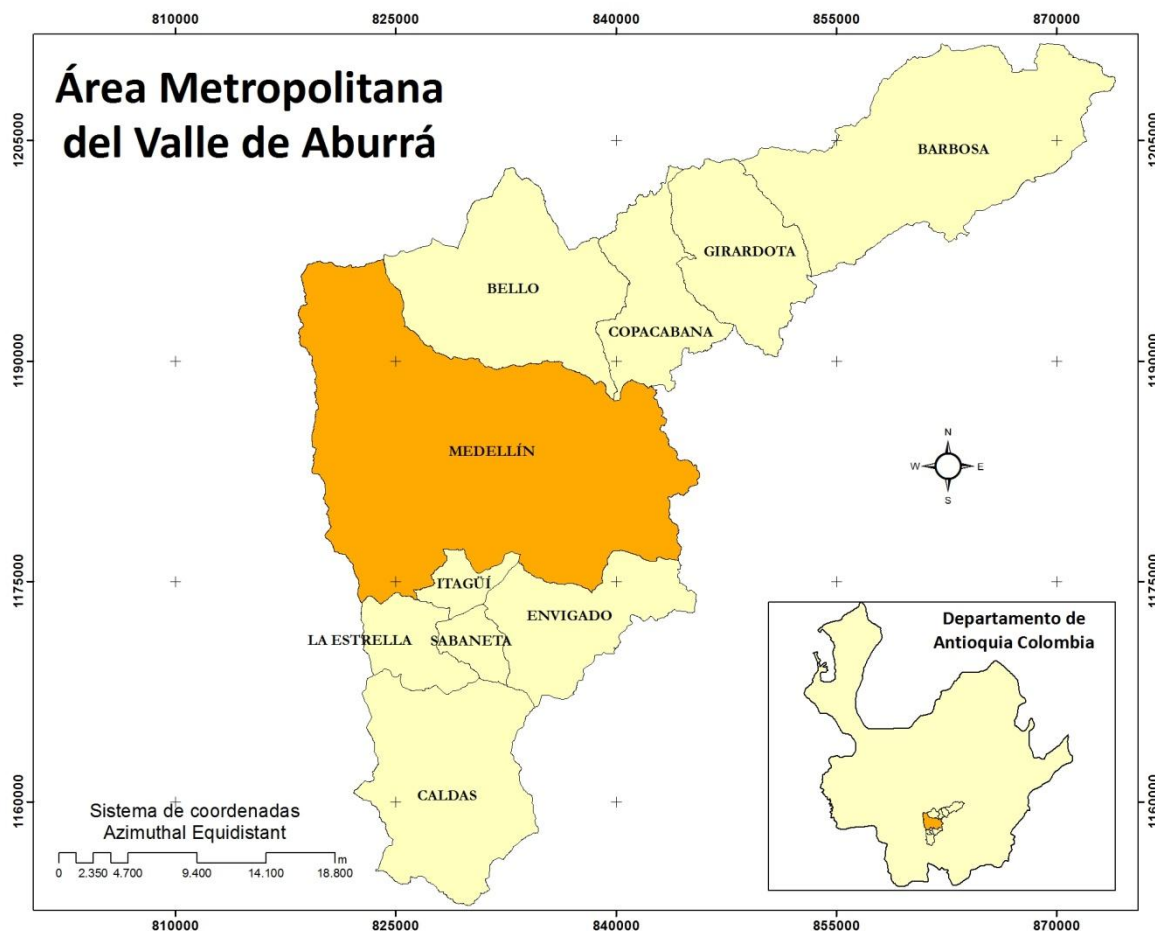 810000 825000 840000 855000 870000
Área Metropolitana
del Valle de Aburrá
1205000 1205000
BARBOSA
GIRARDOTA
BELLO
COPACABANA
1190000 1190000
MEDELLÍN
N
W E
S
1175000 1175000
ITAGÜÍ
ENVIGADO
LA ESTRELLA SABANETA
Departamento de
Antioquia Colombia
CALDAS
1160000 1160000
Sistema de coordenadas
Azimuthal Equidistant
m
0 2.350 4.700 9.400 14.100 18.800
810000 825000 840000 855000 870000